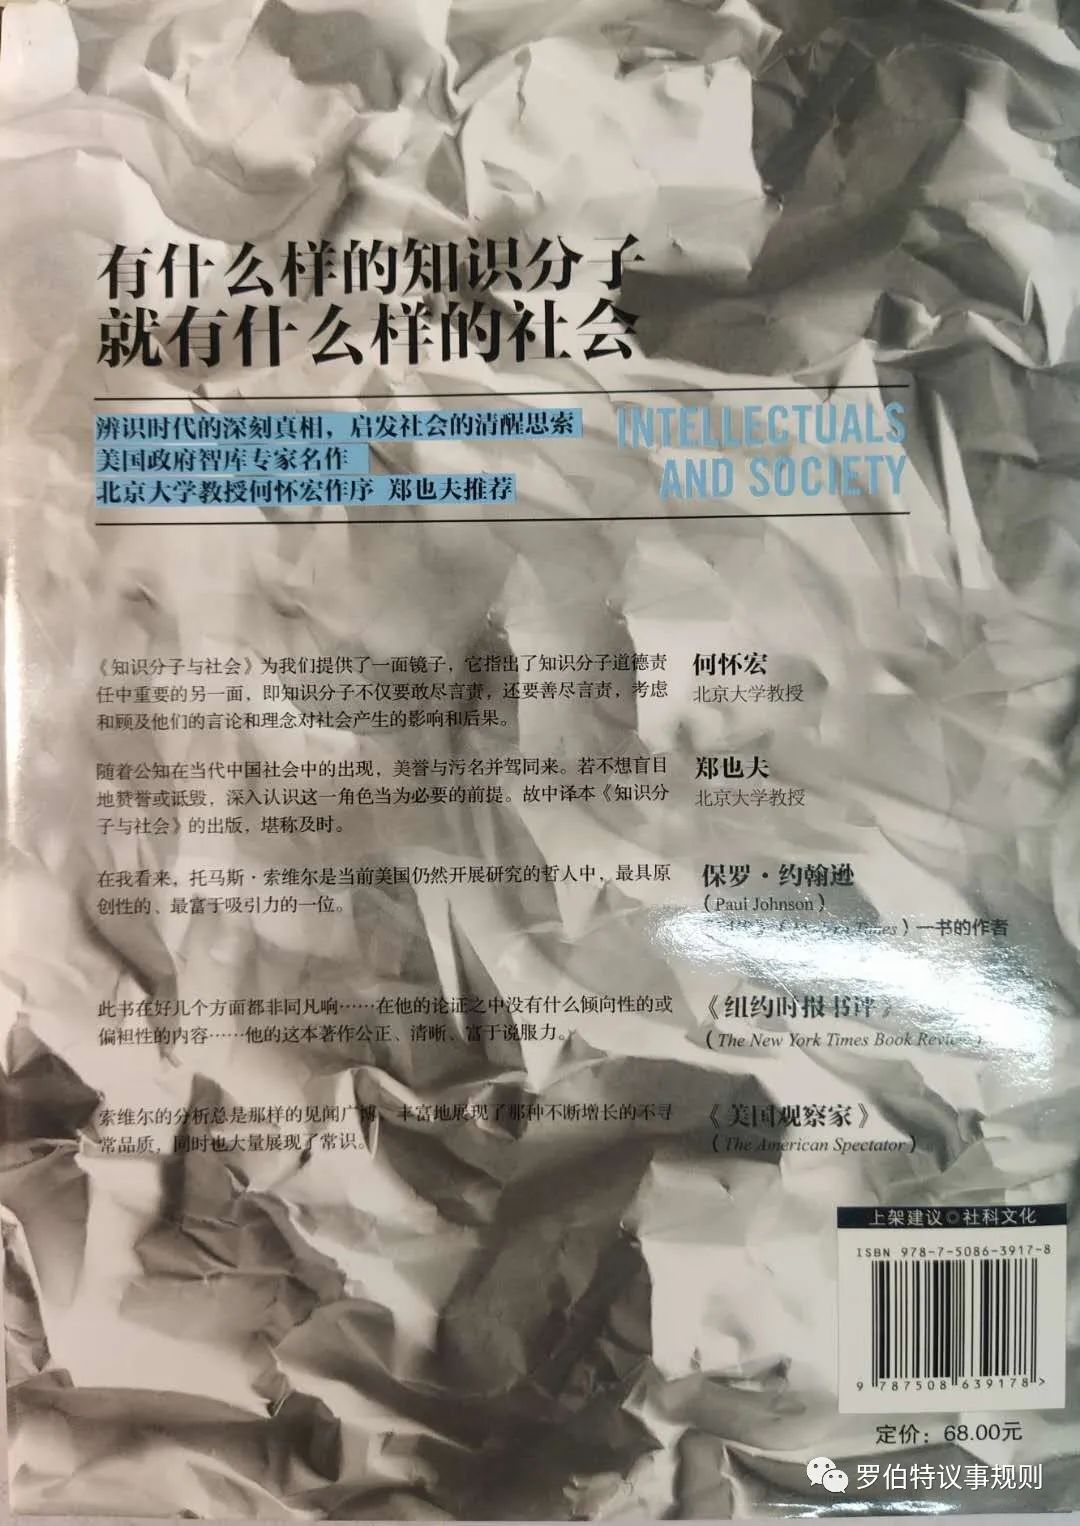 有什么样的知识分子
就有什么样的社会
辨识时代的深刻真相，启发社会的清醒思索
美国政府智库专家名作
北京大学教授何怀宏作序 郑也夫推荐
INTELLECTUALS
AND SOCIETY
《知识分子与社会》为我们提供了一面镜子，它指出了知识分子道德责
任中重要的另一面，即知识分子不仅要敢尽言责，还要善尽言责，考虑
和顾及他们的言论和理念对社会产生的影响和后果。
何怀宏
北京大学教授
随着公知在当代中国社会中的出现，美誉与污名并驾同来。若不想盲目
地赞誉或诋毁，深入认识这一角色当为必要的前提。故中译本《知识分
子与社会》的出版，堪称及时。
郑也夫
北京大学教授
在我看来，托马斯·索维尔是当前美国仍然开展研究的哲人中，最具原
创性的、最富于吸引力的一位。
保罗·约翰逊
（Paul Johnson）
Times）一书的作者
此书在好几个方面都非同凡响……在他的论证之中没有什么倾向性的或
偏袒性的内容……他的这本著作公正、清晰、富于说服力。
《纽约时报书评》
（The New York Times Book
索维尔的分析总是那样的见闻广博，丰富地展现了那种不断增长的不寻
常品质，同时也大量展现了常识。
《美国观察家》
（The American Spectator）
上架建议◎社科文化
ISBN 978-7-5086-3917-8
9 787508 639178 >
定价：68.00元
罗伯特议事规则